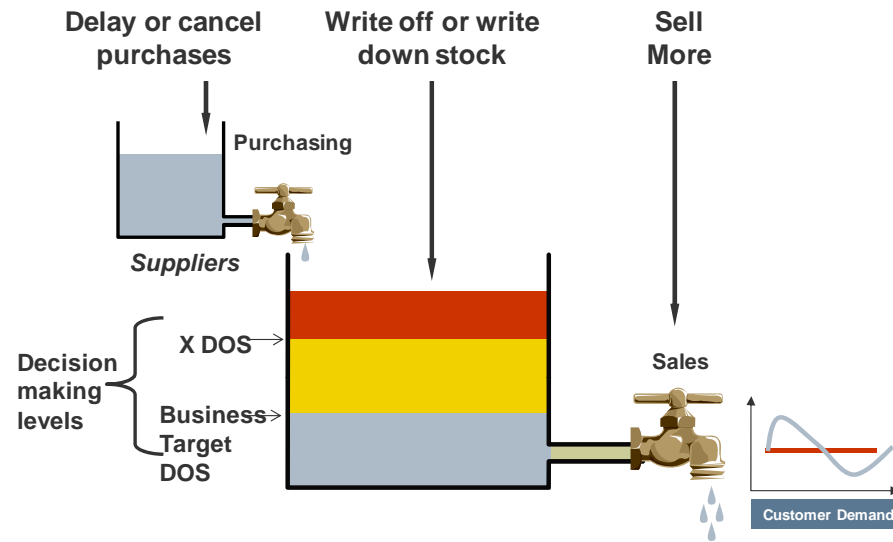 Delay or cancel
purchases
Write off or write
down stock
Sell
More
Purchasing
Suppliers
X DOS
Decision
making
levels
Business
Target
DOS
Sales
Customer Demand